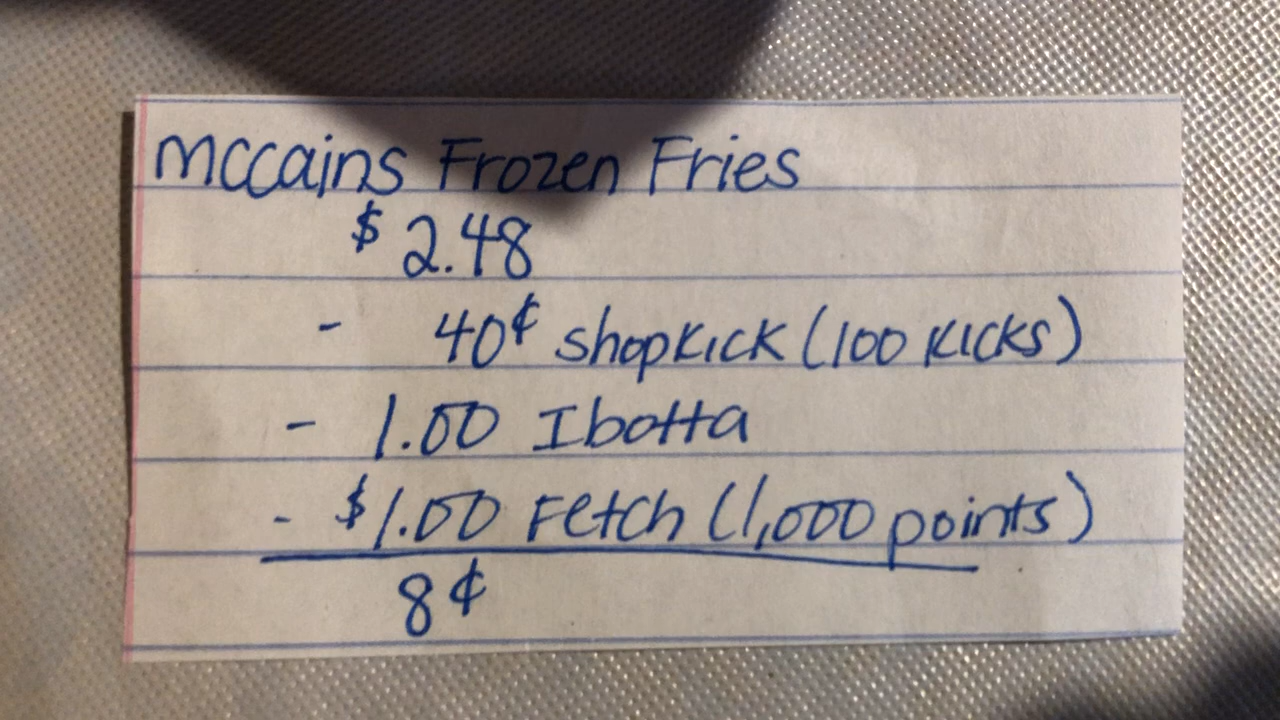 mccains Frozen Fries
$ 2.48
- 40¢ shopkick (100 kicks)
- 1.00 Ibotta
- $1.00 Fetch (1,000 points)
8¢